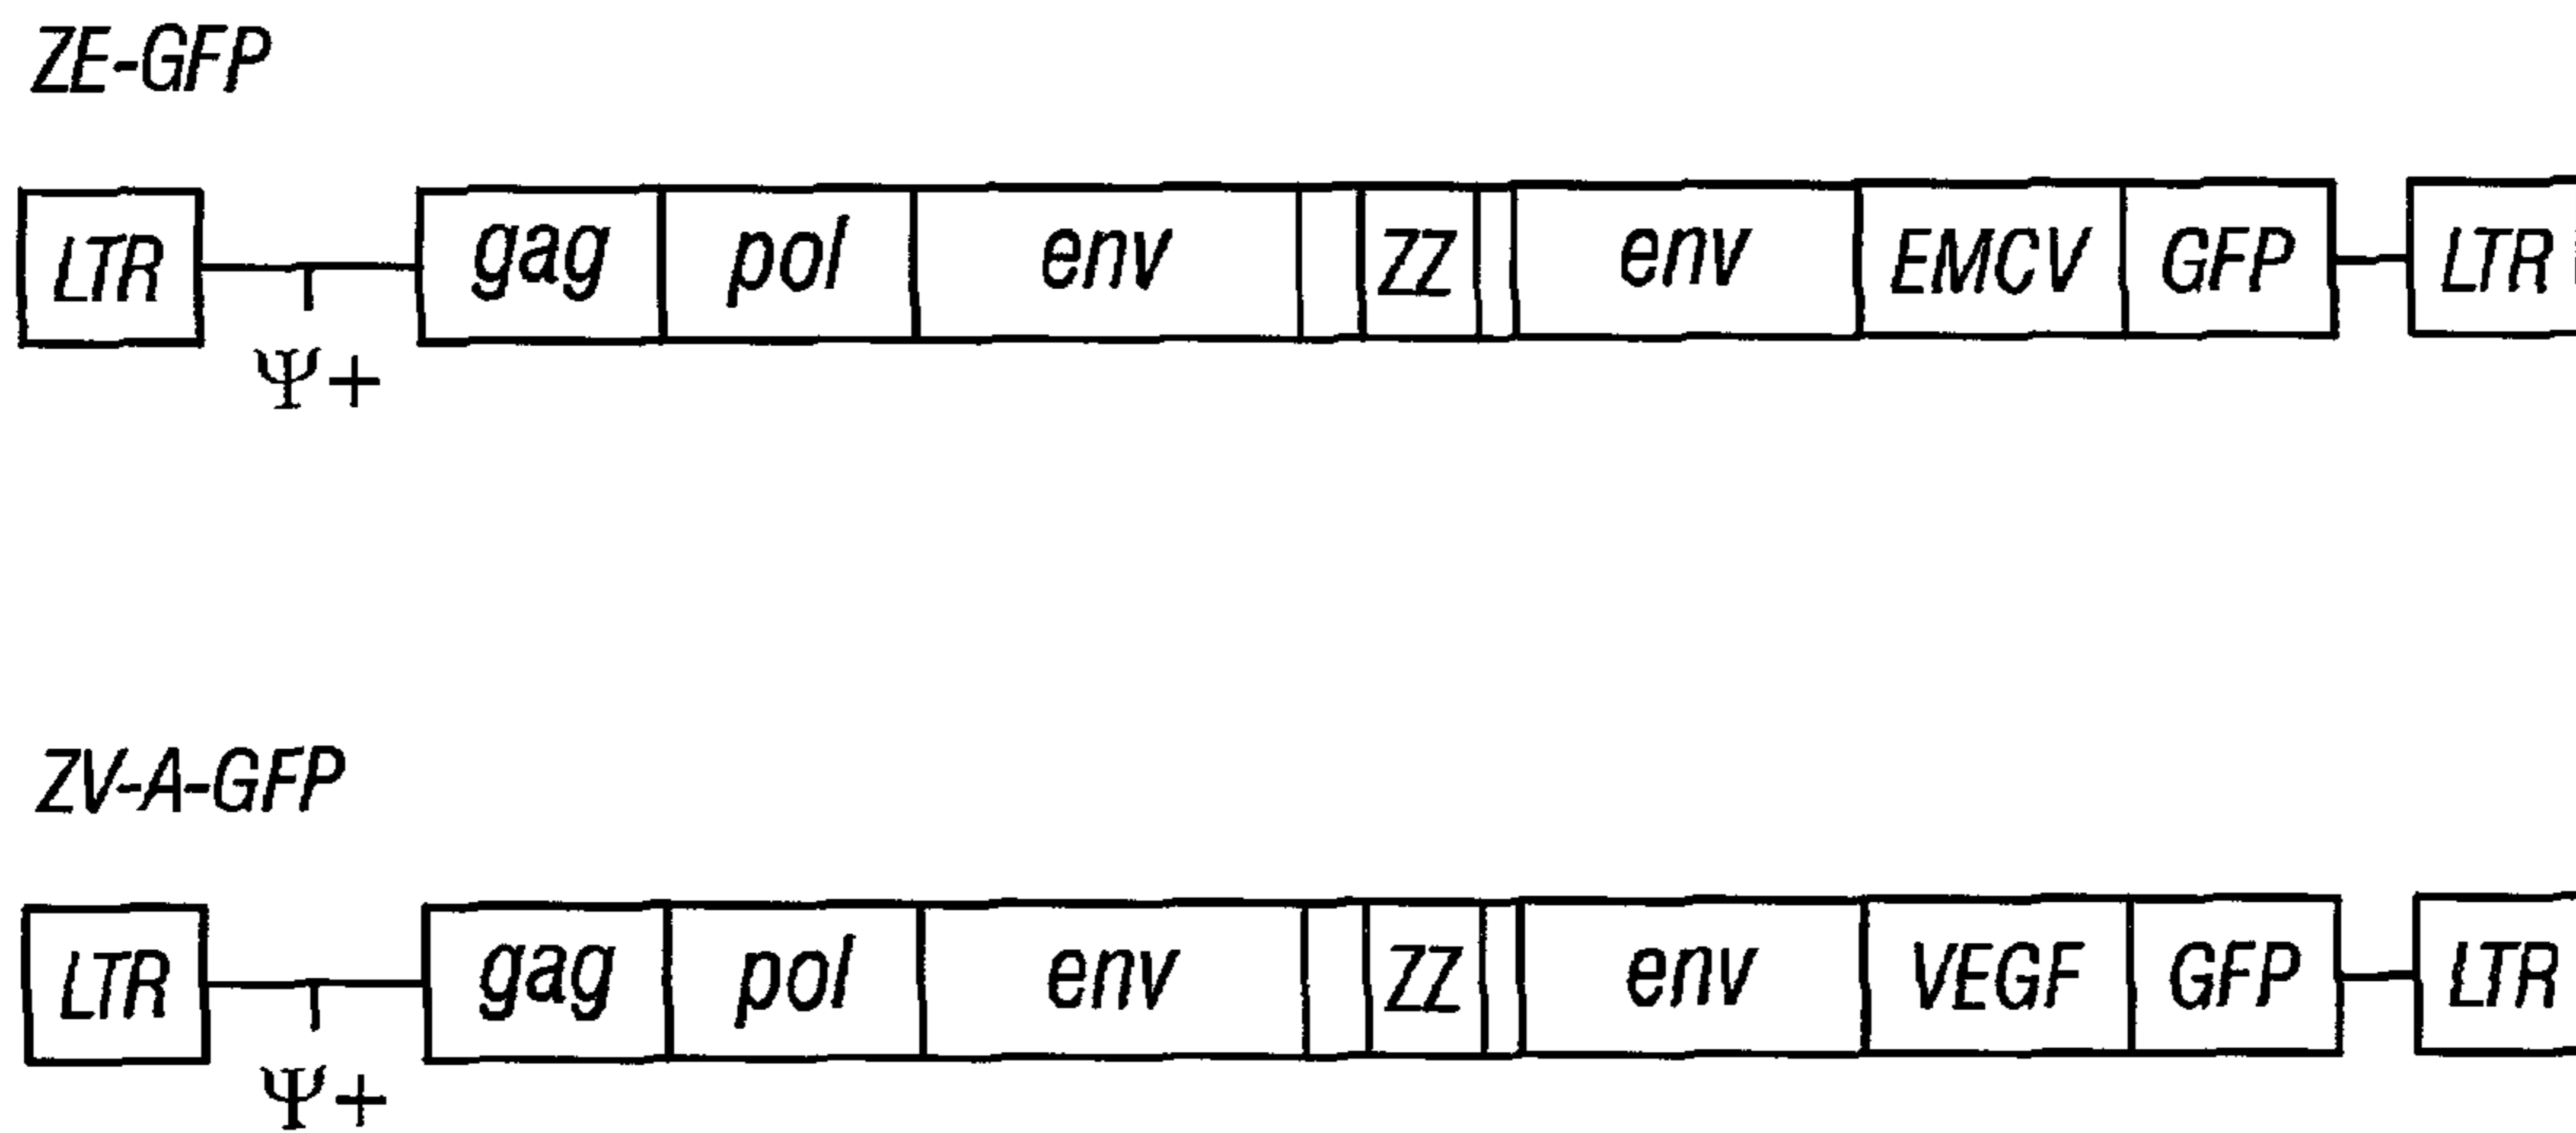 ZE-GFP
LTR gag pol env ZZ env EMCV GFP LTR
Ψ+
ZV-A-GFP
LTR gag pol env ZZ env VEGF GFP LTR
Ψ+